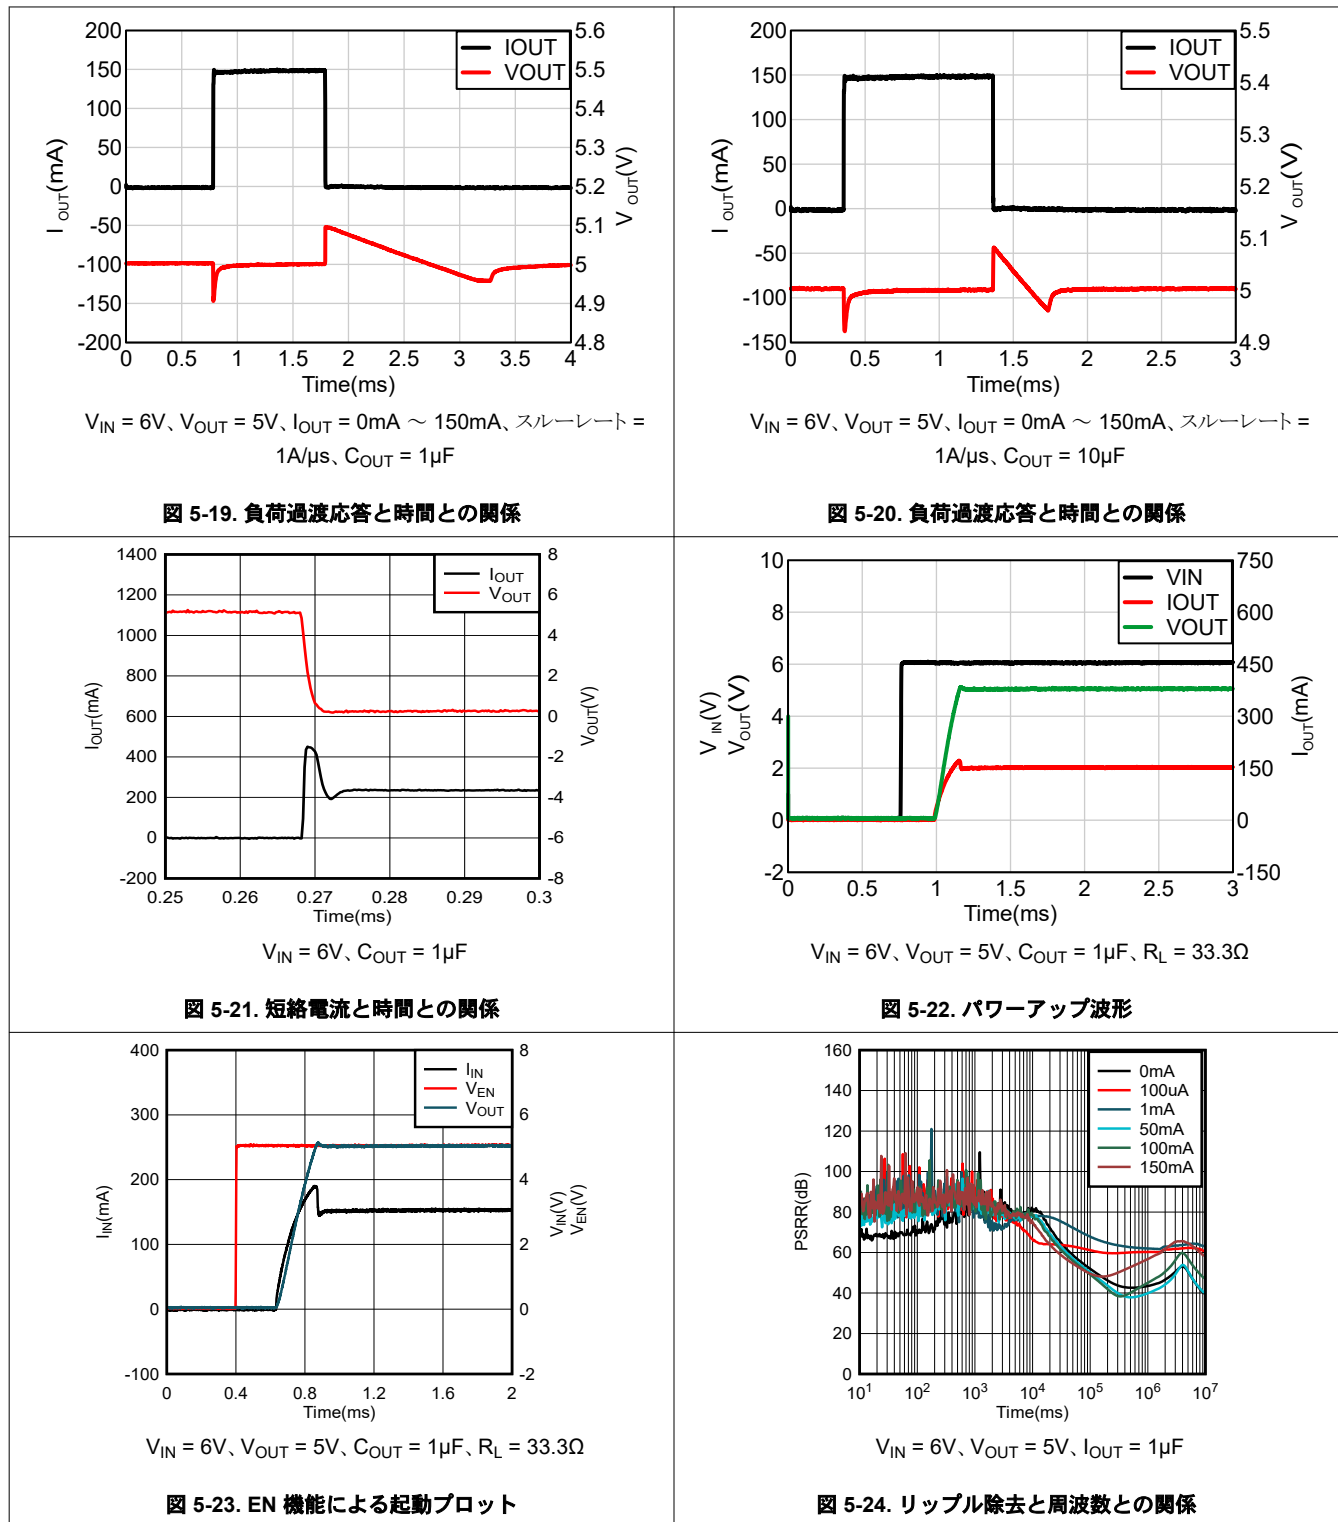 200
150
100
50
0
-50
-100
-150
-200
I OUT(mA)
5.6
5.5
5.4
5.3
5.2
5.1
5
4.9
4.8
V OUT(V)
IOUT
VOUT
0 0.5 1 1.5 2 2.5 3 3.5 4
Time(ms)
VIN = 6V、VOUT = 5V、IOUT = 0mA ～ 150mA、スルーレート =
1A/µs、COUT = 1µF
図 5-19. 負荷過渡応答と時間との関係
200
150
100
50
0
-50
-100
-150
I OUT(mA)
5.5
5.4
5.3
5.2
5.1
5
4.9
V OUT(V)
IOUT
VOUT
0 0.5 1 1.5 2 2.5 3
Time(ms)
VIN = 6V、VOUT = 5V、IOUT = 0mA ～ 150mA、スルーレート =
1A/µs、COUT = 10µF
図 5-20. 負荷過渡応答と時間との関係
1400
1200
1000
800
600
400
200
0
-200
IOUT(mA)
8
6
4
2
0
-2
-4
-6
-8
VOUT(V)
IOUT
VOUT
0.25 0.26 0.27 0.28 0.29 0.3
Time(ms)
VIN = 6V、COUT = 1µF
図 5-21. 短絡電流と時間との関係
10
8
6
4
2
0
-2
V IN(V)
VOUT(V)
750
600
450
300
150
0
-150
IOUT(mA)
VIN
IOUT
VOUT
0 0.5 1 1.5 2 2.5 3
Time(ms)
VIN = 6V、VOUT = 5V、COUT = 1µF、RL = 33.3Ω
図 5-22. パワーアップ波形
400
300
200
100
0
-100
IIN(mA)
8
6
4
2
0
-2
VIN(V)
VEN(V)
IIN
VEN
VOUT
0 0.4 0.8 1.2 1.6 2
Time(ms)
VIN = 6V、VOUT = 5V、COUT = 1µF、RL = 33.3Ω
図 5-23. EN 機能による起動プロット
160
140
120
100
80
60
40
20
0
PSRR(dB)
0mA
100uA
1mA
50mA
100mA
150mA
10¹ 10² 10³ 10⁴ 10⁵ 10⁶ 10⁷
Time(ms)
VIN = 6V、VOUT = 5V、IOUT = 1µF
図 5-24. リップル除去と周波数との関係